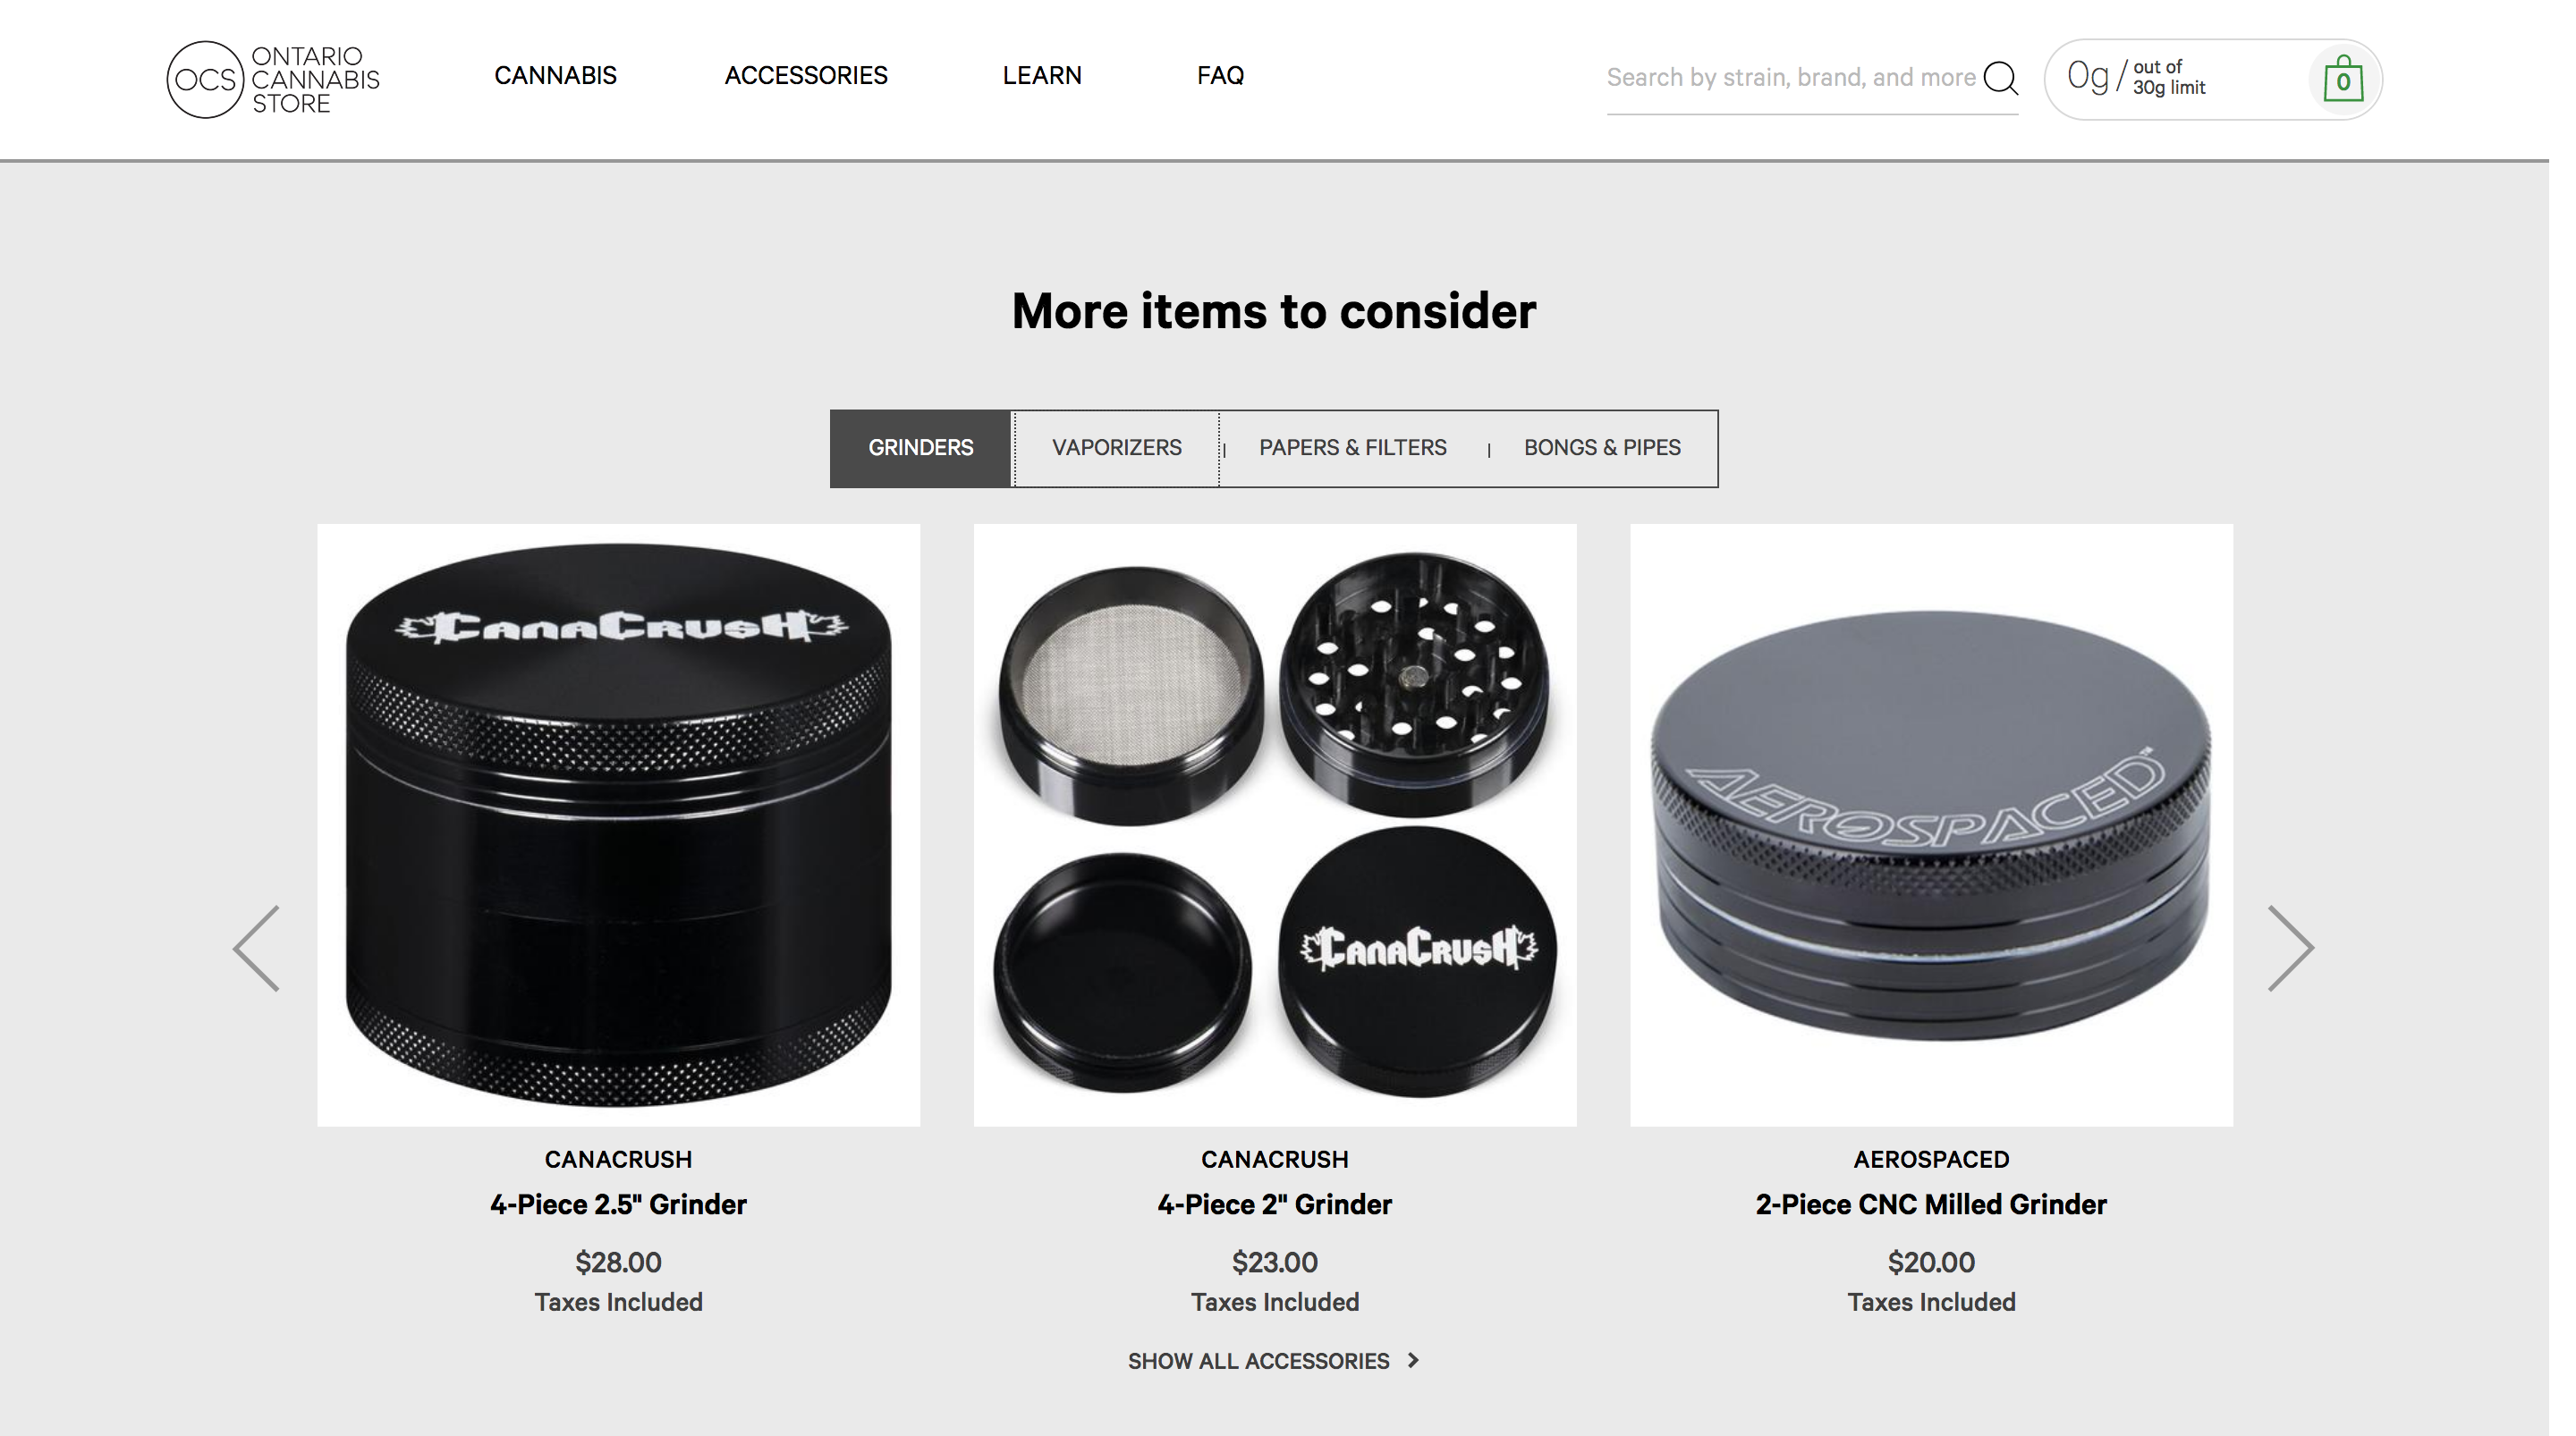 OCS
ONTARIO
CANNABIS
STORE
CANNABIS
ACCESSORIES
LEARN
FAQ
Search by strain, brand, and more
0g / out of
30g limit
0
More items to consider
GRINDERS
VAPORIZERS
PAPERS & FILTERS
BONGS & PIPES
CANACRUSH
CANACRUSH
AEROSPACED™
CANACRUSH
4-Piece 2.5" Grinder
$28.00
Taxes Included
CANACRUSH
4-Piece 2" Grinder
$23.00
Taxes Included
AEROSPACED
2-Piece CNC Milled Grinder
$20.00
Taxes Included
SHOW ALL ACCESSORIES